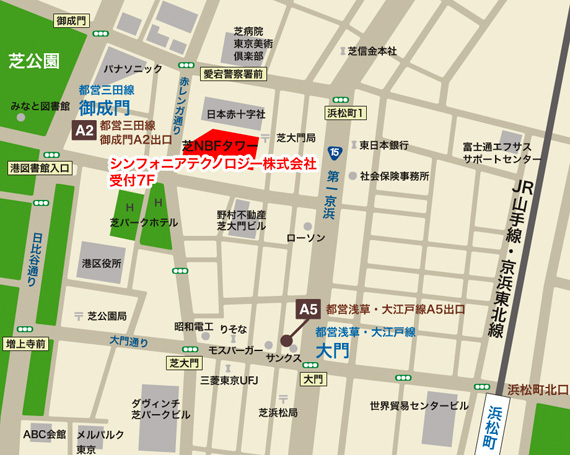 御成門
芝病院
東京美術
倶楽部
芝信金本社
芝公園
パナソニック
愛宕警察署前
都営三田線
御成門
赤レンガ通り
みなと図書館
日本赤十字社
浜松町1
A2
都営三田線
御成門A2出口
芝NBFタワー
芝大門局
東日本銀行
富士通エフサス
サポートセンター
港図書館入口
シンフォニアテクノロジー株式会社
受付7F
15
第一京浜
社会保険事務所
JR山手線・京浜東北線
H
H
芝パークホテル
野村不動産
芝大門ビル
ローソン
日比谷通り
港区役所
芝公園局
A5
都営浅草・大江戸線A5出口
昭和電工
りそな
都営浅草・大江戸線
大門
増上寺前
大門通り
モスバーガー
サンクス
芝大門
三菱東京UFJ
大門
浜松町北口
ダヴィンチ
芝パークビル
芝浜松局
世界貿易センタービル
浜松町
ABC会館
メルパルク
東京